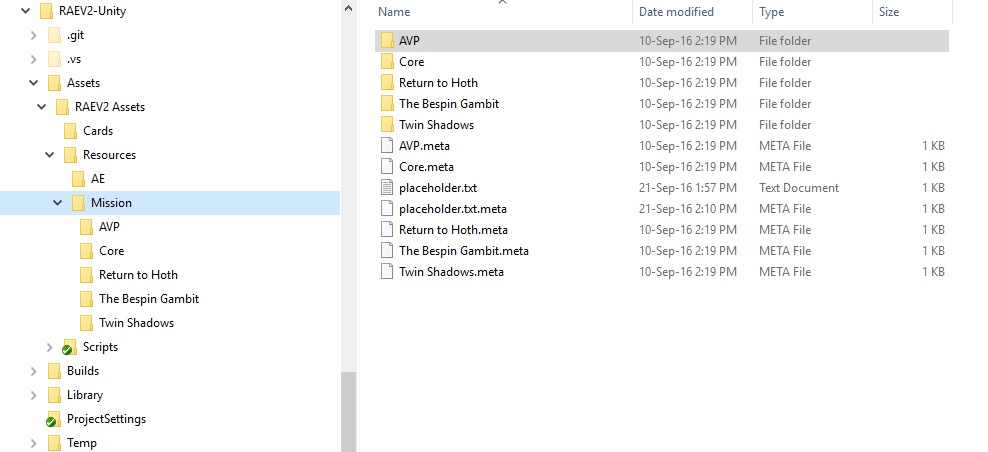 RAEV2-Unity
.git
.vs
Assets
RAEV2 Assets
Cards
Resources
AE
Mission
AVP
Core
Return to Hoth
The Bespin Gambit
Twin Shadows
Scripts
Builds
Library
ProjectSettings
Temp
Name Date modified Type Size
AVP 10-Sep-16 2:19 PM File folder
Core 10-Sep-16 2:19 PM File folder
Return to Hoth 10-Sep-16 2:19 PM File folder
The Bespin Gambit 10-Sep-16 2:19 PM File folder
Twin Shadows 10-Sep-16 2:19 PM File folder
AVP.meta 10-Sep-16 2:19 PM META File 1 KB
Core.meta 10-Sep-16 2:19 PM META File 1 KB
placeholder.txt 21-Sep-16 1:57 PM Text Document 1 KB
placeholder.txt.meta 21-Sep-16 2:10 PM META File 1 KB
Return to Hoth.meta 10-Sep-16 2:19 PM META File 1 KB
The Bespin Gambit.meta 10-Sep-16 2:19 PM META File 1 KB
Twin Shadows.meta 10-Sep-16 2:19 PM META File 1 KB